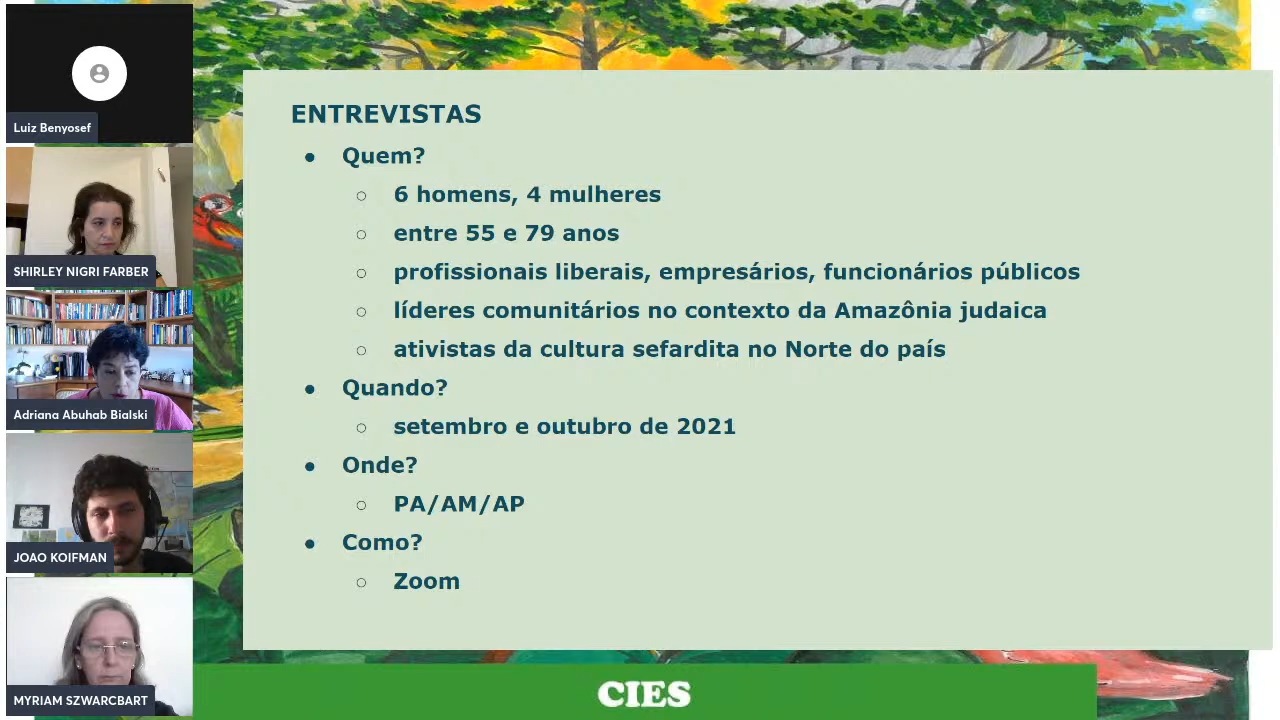 Luiz Benyosef
SHIRLEY NIGRI FARBER
Adriana Abuhab Bialski
JOAO KOIFMAN
MYRIAM SZWARCBART
ENTREVISTAS
● Quem?
○ 6 homens, 4 mulheres
○ entre 55 e 79 anos
○ profissionais liberais, empresários, funcionários públicos
○ líderes comunitários no contexto da Amazônia judaica
○ ativistas da cultura sefardita no Norte do país
● Quando?
○ setembro e outubro de 2021
● Onde?
○ PA/AM/AP
● Como?
○ Zoom
CIES